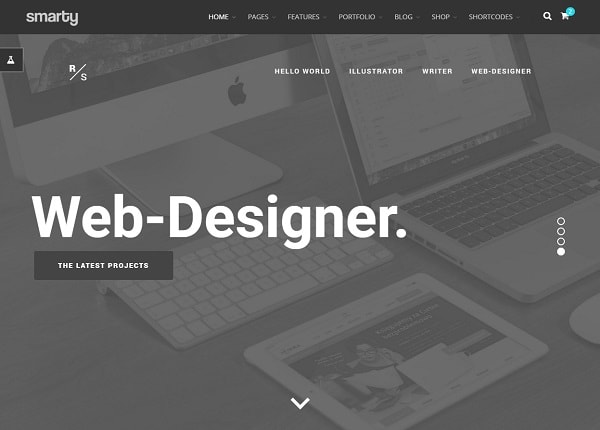 smarty
HOME PAGES FEATURES PORTFOLIO BLOG SHOP SHORTCODES 2
R/S
HELLO WORLD ILLUSTRATOR WRITER WEB-DESIGNER
Web-Designer.
THE LATEST PROJECTS